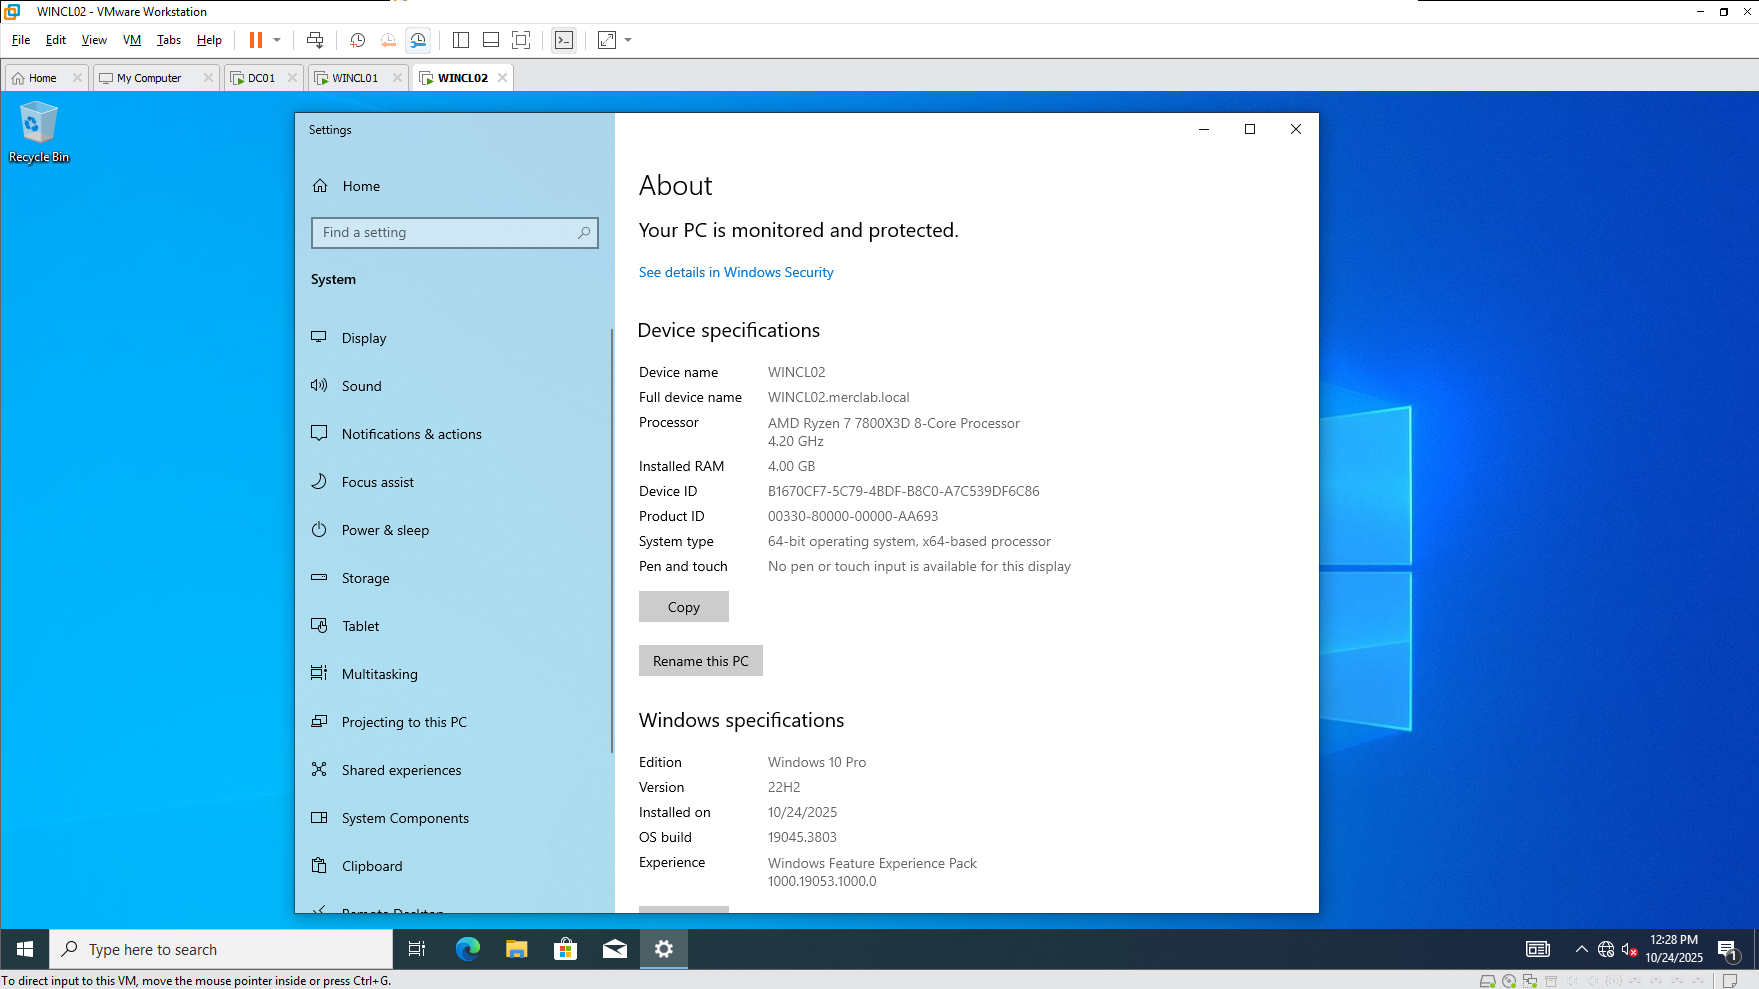 WINCL02 - VMware Workstation
File Edit View VM Tabs Help
Home My Computer DC01 WINCL01 WINCL02
Recycle Bin
Settings
Home
Find a setting
System
Display
Sound
Notifications & actions
Focus assist
Power & sleep
Storage
Tablet
Multitasking
Projecting to this PC
Shared experiences
System Components
Clipboard
Remote Desktop
About
Your PC is monitored and protected.
See details in Windows Security
Device specifications
Device name WINCL02
Full device name WINCL02.merclab.local
Processor AMD Ryzen 7 7800X3D 8-Core Processor
4.20 GHz
Installed RAM 4.00 GB
Device ID B1670CF7-5C79-4BDF-B8C0-A7C539DF6C86
Product ID 00330-80000-00000-AA693
System type 64-bit operating system, x64-based processor
Pen and touch No pen or touch input is available for this display
Copy
Rename this PC
Windows specifications
Edition Windows 10 Pro
Version 22H2
Installed on 10/24/2025
OS build 19045.3803
Experience Windows Feature Experience Pack
1000.19053.1000.0
Type here to search
12:28 PM
10/24/2025
1
To direct input to this VM, move the mouse pointer inside or press Ctrl+G.